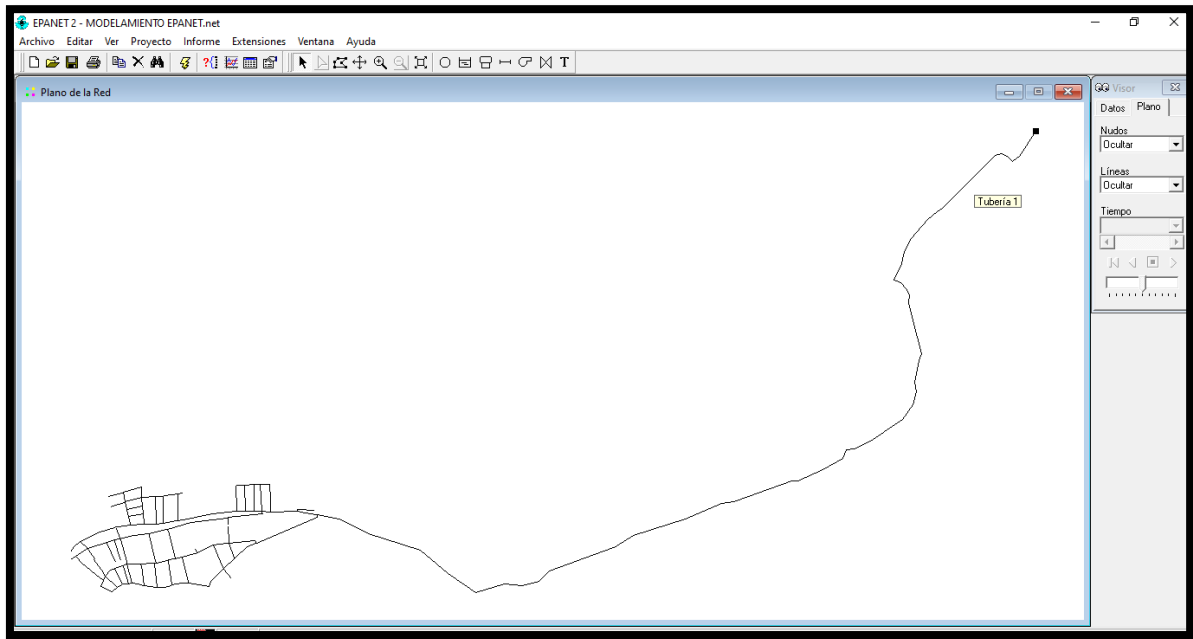 EPANET 2 - MODELAMIENTO EPANET.net
Archivo Editar Ver Proyecto Informe Extensiones Ventana Ayuda
T
Plano de la Red
Visor
Datos Plano
Nudos
Ocultar
Líneas
Ocultar
Tiempo
Tubería 1